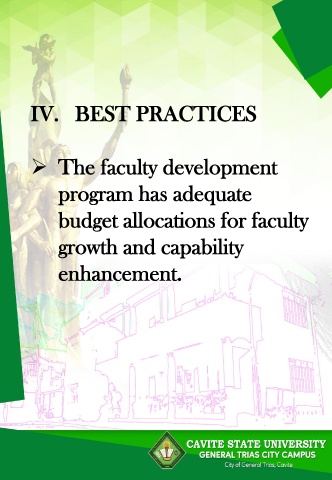 IV. BEST PRACTICES
➢ The faculty development
program has adequate
budget allocations for faculty
growth and capability
enhancement.
CAVITE STATE UNIVERSITY
GENERAL TRIAS CITY CAMPUS
City of General Trias, Cavite